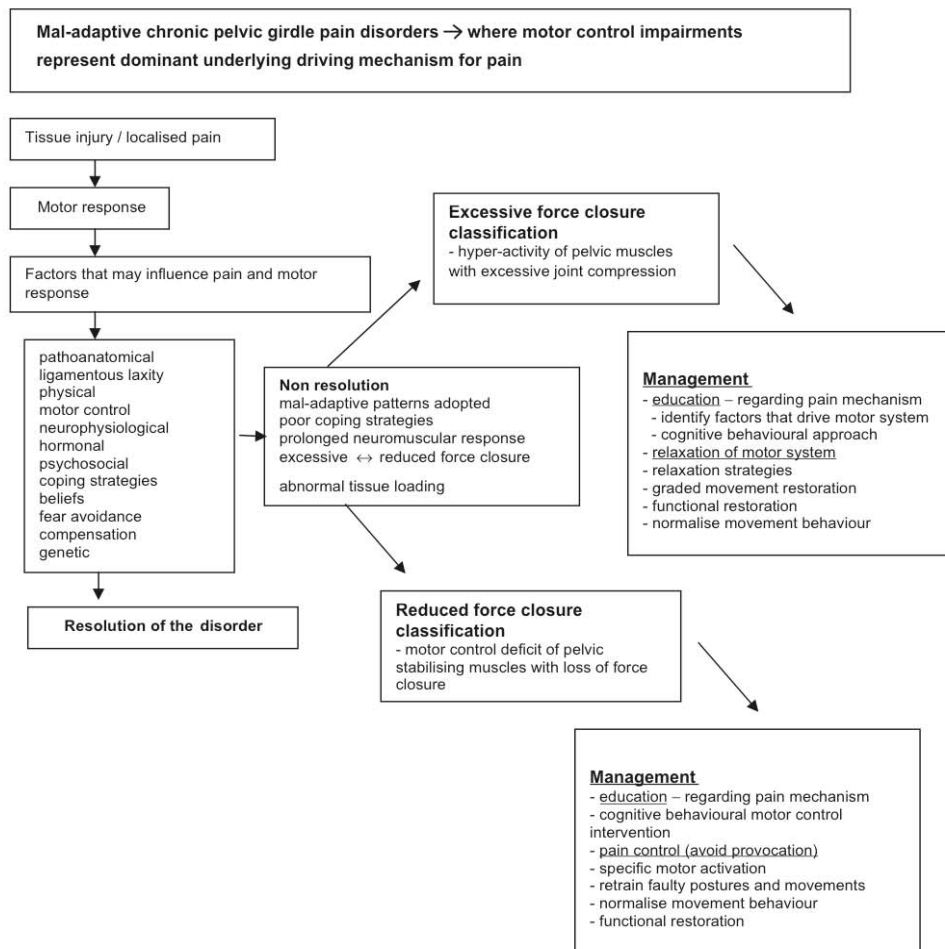 Mal-adaptive chronic pelvic girdle pain disorders → where motor control impairments
represent dominant underlying driving mechanism for pain
Tissue injury / localised pain
Motor response
Factors that may influence pain and motor
response
pathoanatomical
ligamentous laxity
physical
motor control
neurophysiological
hormonal
psychosocial
coping strategies
beliefs
fear avoidance
compensation
genetic
Resolution of the disorder
Non resolution
mal-adaptive patterns adopted
poor coping strategies
prolonged neuromuscular response
excessive ↔ reduced force closure
abnormal tissue loading
Excessive force closure
classification
- hyper-activity of pelvic muscles
with excessive joint compression
Management
- education – regarding pain mechanism
- identify factors that drive motor system
- cognitive behavioural approach
- relaxation of motor system
- relaxation strategies
- graded movement restoration
- functional restoration
- normalise movement behaviour
Reduced force closure
classification
- motor control deficit of pelvic
stabilising muscles with loss of force
closure
Management
- education – regarding pain mechanism
- cognitive behavioural motor control
intervention
- pain control (avoid provocation)
- specific motor activation
- retrain faulty postures and movements
- normalise movement behaviour
- functional restoration